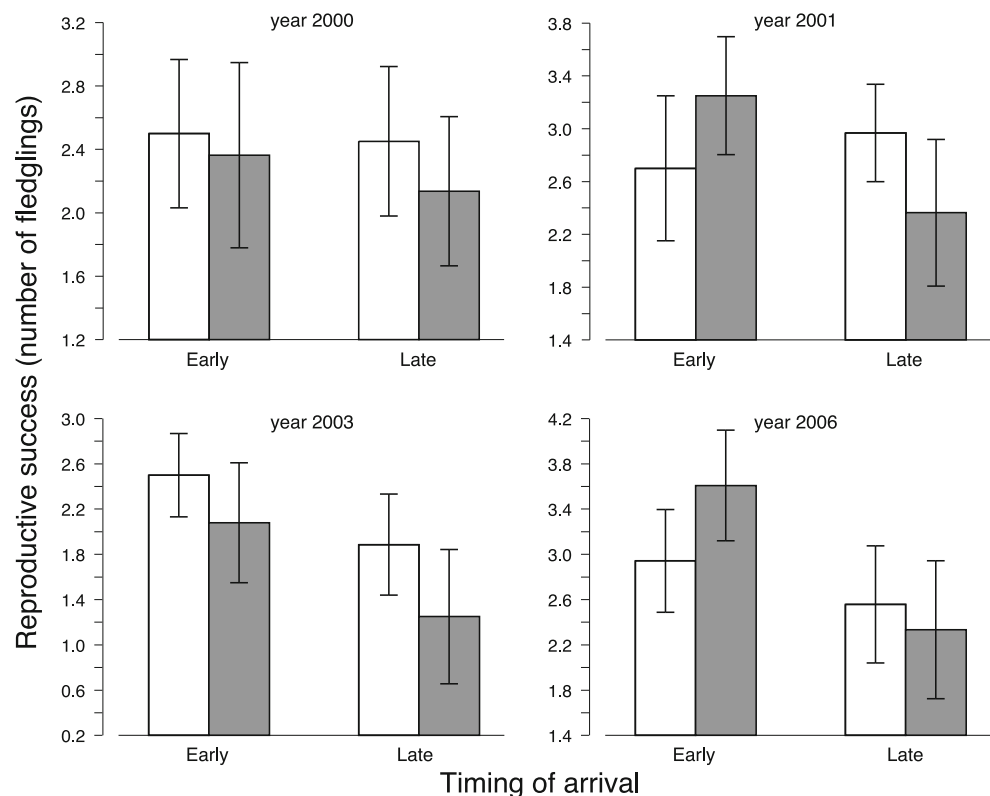 Reproductive success (number of fledglings)
year 2000
3.2
2.8
2.4
2.0
1.6
1.2
Early Late
year 2001
3.8
3.4
3.0
2.6
2.2
1.8
1.4
Early Late
year 2003
3.0
2.6
2.2
1.8
1.4
1.0
0.6
0.2
Early Late
year 2006
4.2
3.8
3.4
3.0
2.6
2.2
1.8
1.4
Early Late
Timing of arrival